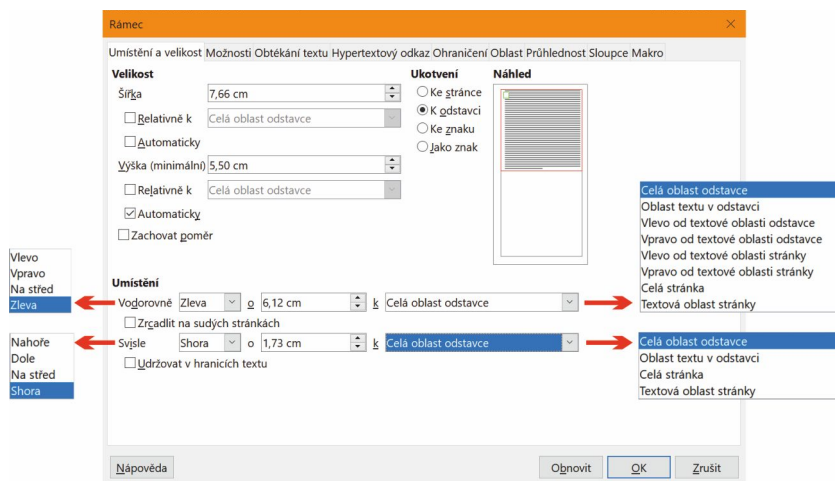 Rámec
Umístění a velikost Možnosti Obtékání textu Hypertextový odkaz Ohraničení Oblast Průhlednost Sloupce Makro
Velikost
Šířka 7,66 cm
Relativně k Celá oblast odstavce
Automaticky
Výška (minimální) 5,50 cm
Relativně k Celá oblast odstavce
Automaticky
Zachovat poměr
Ukotvení
Ke stránce
K odstavci
Ke znaku
Jako znak
Náhled
Umístění
Vodorovně Zleva o 6,12 cm k Celá oblast odstavce
Zrcadlit na sudých stránkách
Svisle Shora o 1,73 cm k Celá oblast odstavce
Udržovat v hranicích textu
Vlevo
Vpravo
Na střed
Zleva
Nahoře
Dole
Na střed
Shora
Celá oblast odstavce
Oblast textu v odstavci
Vlevo od textové oblasti odstavce
Vpravo od textové oblasti odstavce
Vlevo od textové oblasti stránky
Vpravo od textové oblasti stránky
Celá stránka
Textová oblast stránky
Celá oblast odstavce
Oblast textu v odstavci
Celá stránka
Textová oblast stránky
Nápověda Obnovit OK Zrušit